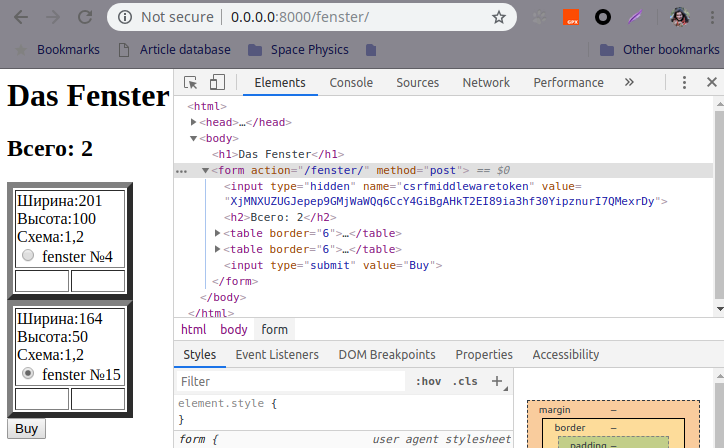 Not secure | 0.0.0.0:8000/fenster/
GPX
Bookmarks Article database Space Physics Other bookmarks
Das Fenster
Всего: 2
Ширина:201
Высота:100
Схема:1,2
fenster №4
Ширина:164
Высота:50
Схема:1,2
fenster №15
Buy
Elements Console Sources Network Performance »
<html>
<head>…</head>
<body>
<h1>Das Fenster</h1>
<form action="/fenster/" method="post"> == $0
<input type="hidden" name="csrfmiddlewaretoken" value=
"XjMNXUZUGJepep9GMjWaWQq6CcY4GiBgAHkT2EI89ia3hf30YipznurI7QMexrDy">
<h2>Всего: 2</h2>
<table border="6">…</table>
<table border="6">…</table>
<input type="submit" value="Buy">
</form>
</body>
</html>
html body form
Styles Event Listeners DOM Breakpoints Properties Accessibility
Filter :hov .cls +
element.style {
}
form { user agent stylesheet
margin –
border –
padding –